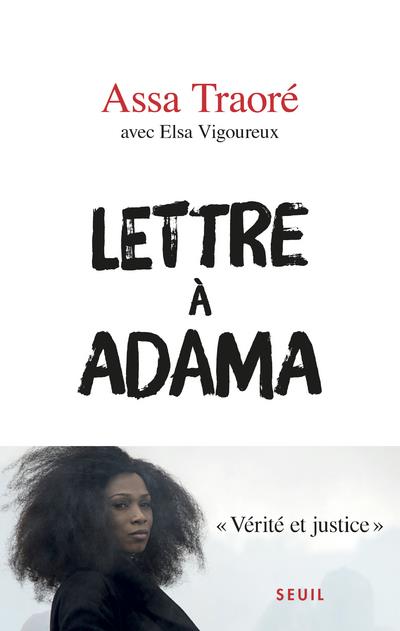 Assa Traoré
avec Elsa Vigoureux
LETTRE
À
ADAMA
« Vérité et justice »
SEUIL